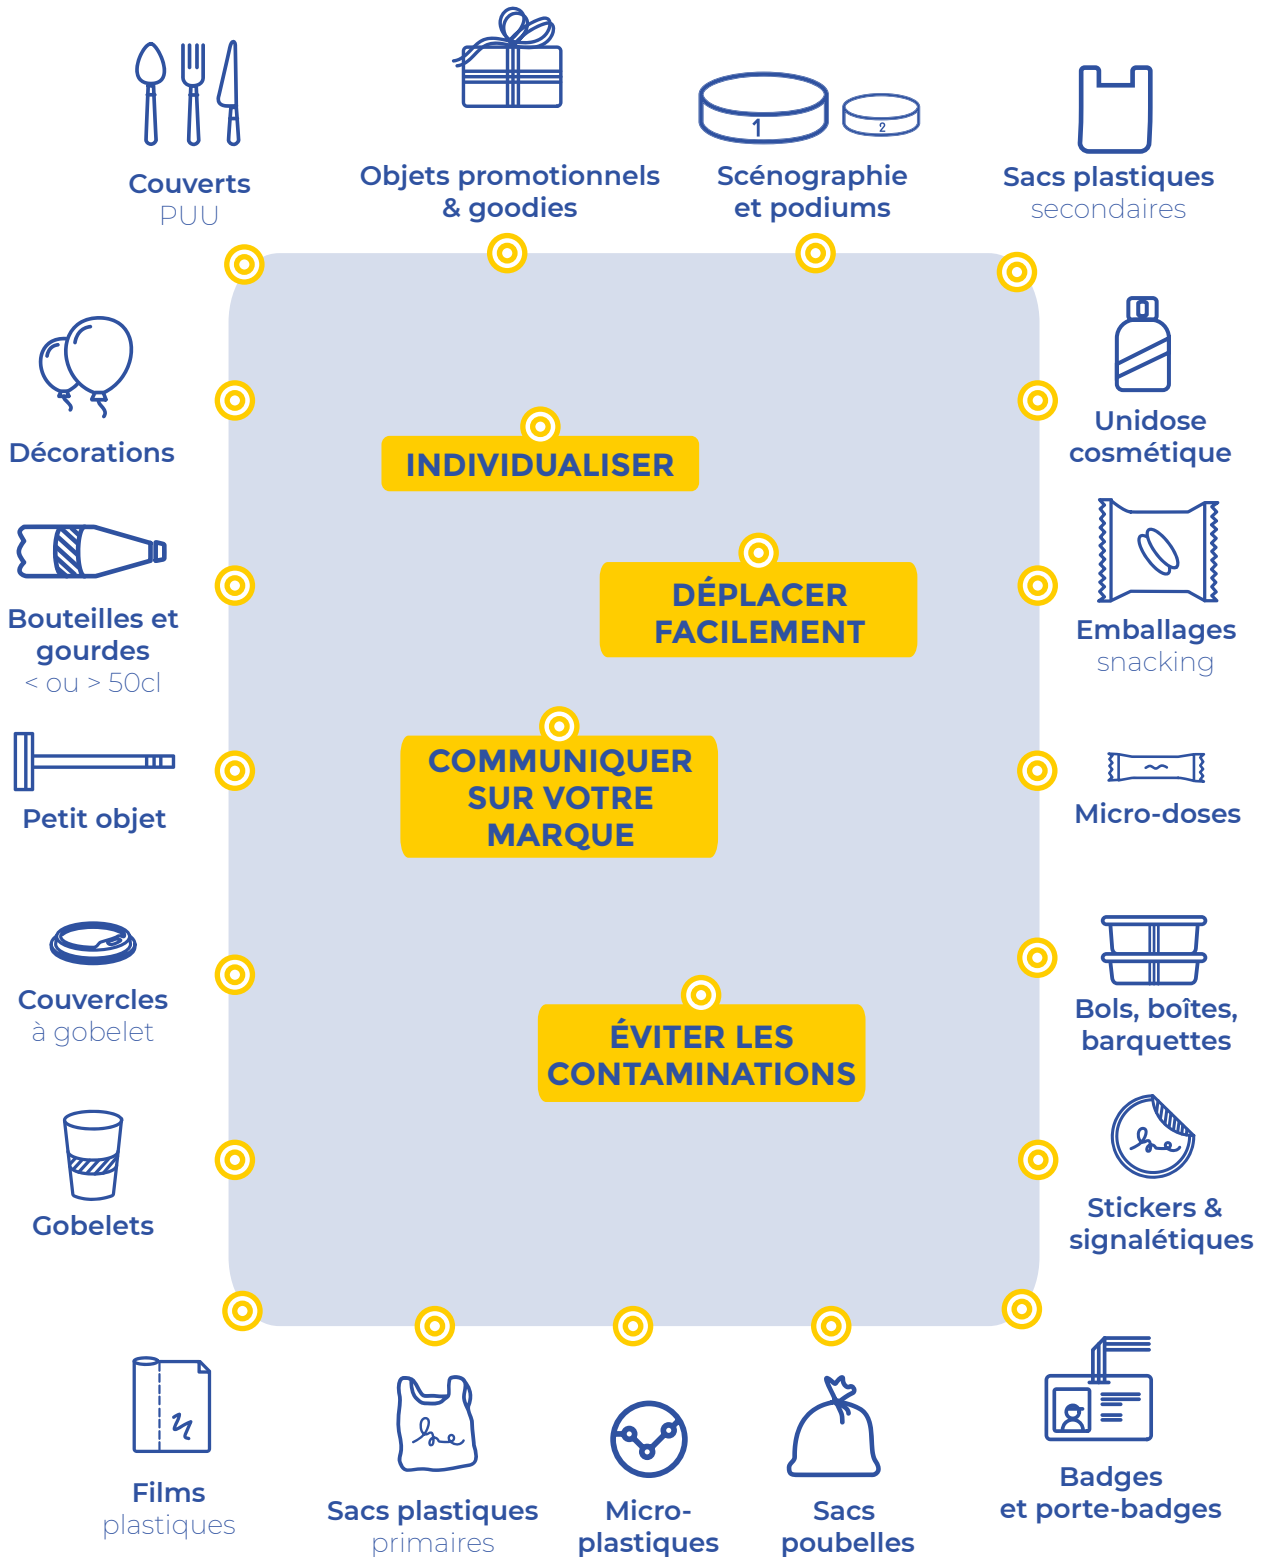 Couverts
PUU
Objets promotionnels
& goodies
1
2
Scénographie
et podiums
Sacs plastiques
secondaires
Décorations
Unidose
cosmétique
INDIVIDUALISER
Bouteilles et
gourdes
< ou > 50cl
DÉPLACER
FACILEMENT
Emballages
snacking
Petit objet
COMMUNIQUER
SUR VOTRE
MARQUE
Micro-doses
Couvercles
à gobelet
ÉVITER LES
CONTAMINATIONS
Bols, boîtes,
barquettes
Gobelets
Stickers &
signalétiques
Films
plastiques
Sacs plastiques
primaires
Micro-
plastiques
Sacs
poubelles
Badges
et porte-badges